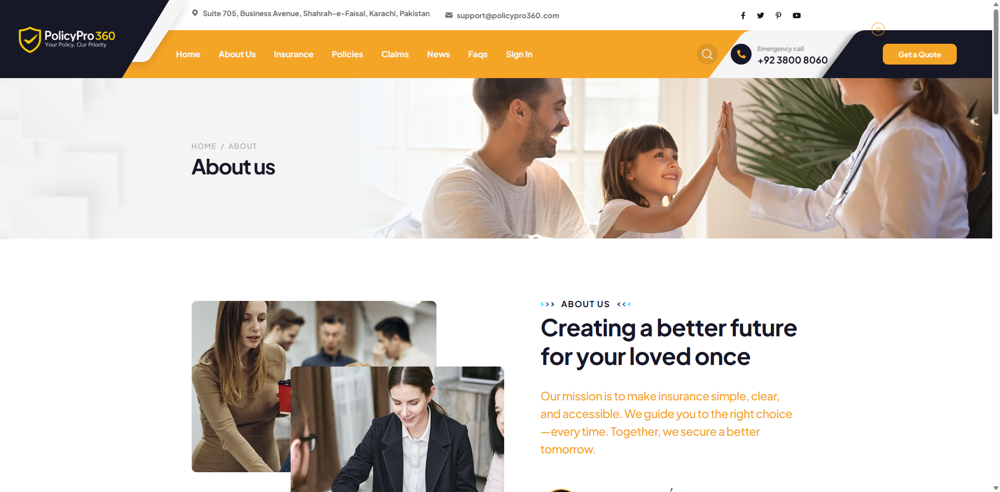 Suite 705, Business Avenue, Shahrah-e-Faisal, Karachi, Pakistan
support@policypro360.com
PolicyPro 360
Your Policy, Our Priority
Home
About Us
Insurance
Policies
Claims
News
Faqs
Sign In
Emergency call
+92 3800 8060
Get a Quote
HOME / ABOUT
About us
››› ABOUT US ‹‹‹
Creating a better future
for your loved once
Our mission is to make insurance simple, clear,
and accessible. We guide you to the right choice
—every time. Together, we secure a better
tomorrow.